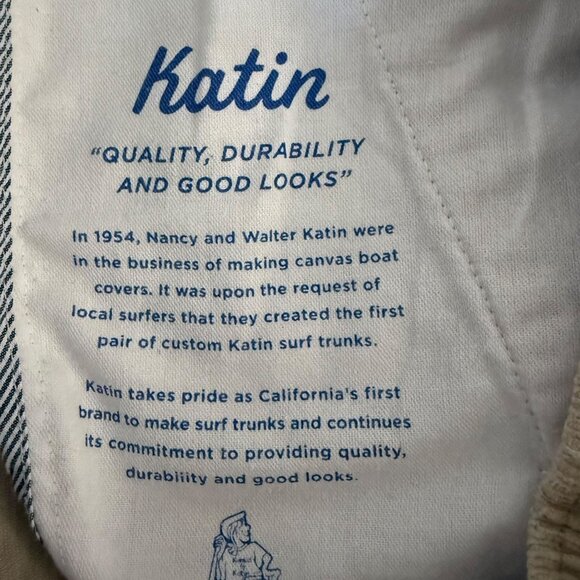 Katin
"QUALITY, DURABILITY
AND GOOD LOOKS"
In 1954, Nancy and Walter Katin were
in the business of making canvas boat
covers. It was upon the request of
local surfers that they created the first
pair of custom Katin surf trunks.
Katin takes pride as California's first
brand to make surf trunks and continues
its commitment to providing quality,
durability and good looks.
by
Katin